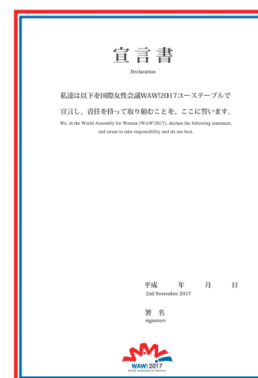 宣言書
Declaration
私達は以下を国際女性会議WAW!2017ユーステーブルで
宣言し、責任を持って取り組むことを、ここに誓います。
We, in the World Assembly for Women (WAW!2017), declare the following statement,
and swear to take responsibility and do our best.
平成 年 月 日
2nd November 2017
署 名
signature
WAW! 2017
World Assembly for Women